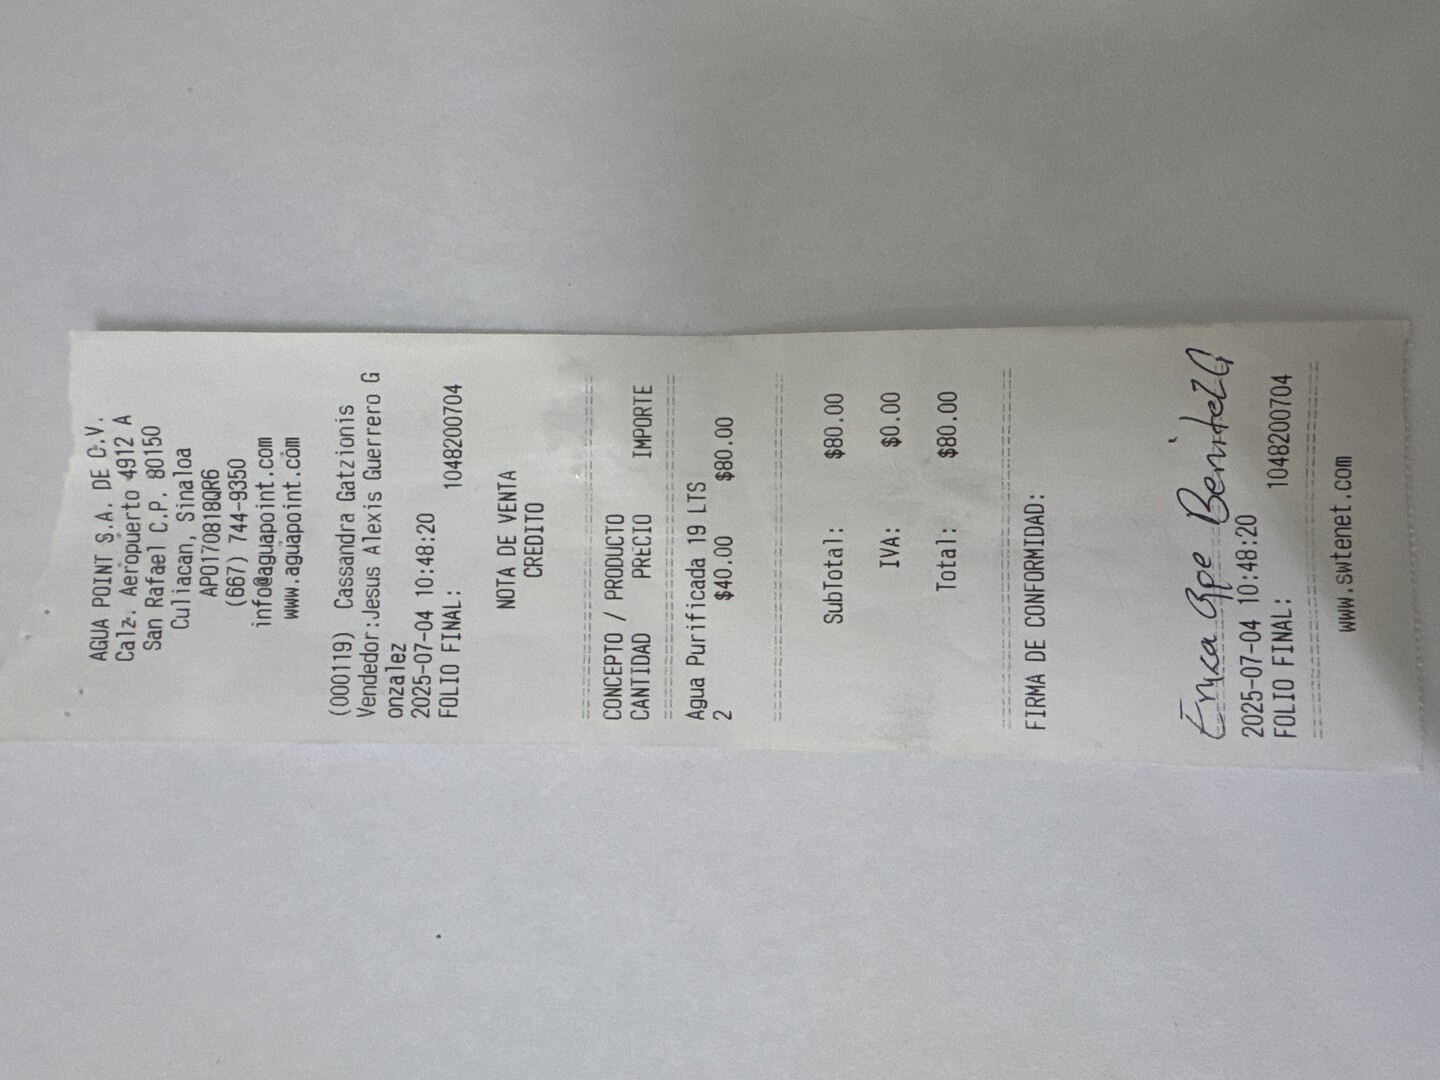 AGUA POINT S.A. DE C.V.
Calz. Aeropuerto 4912 A
San Rafael C.P. 80150
Culiacan, Sinaloa
APO170818QR6
(667) 744-9350
info@aguapoint.com
www.aguapoint.com
(000119) Cassandra Gatzionis
Vendedor:Jesus Alexis Guerrero G
onzalez
2025-07-04 10:48:20
FOLIO FINAL: 1048200704
NOTA DE VENTA
CREDITO
================================
CONCEPTO / PRODUCTO
CANTIDAD PRECIO IMPORTE
================================
Agua Purificada 19 LTS
2 $40.00 $80.00
================================
SubTotal: $80.00
IVA: $0.00
Total: $80.00
================================
FIRMA DE CONFORMIDAD:
Erica Gpe Benitez G
2025-07-04 10:48:20
FOLIO FINAL: 1048200704
================================
www.swtenet.com